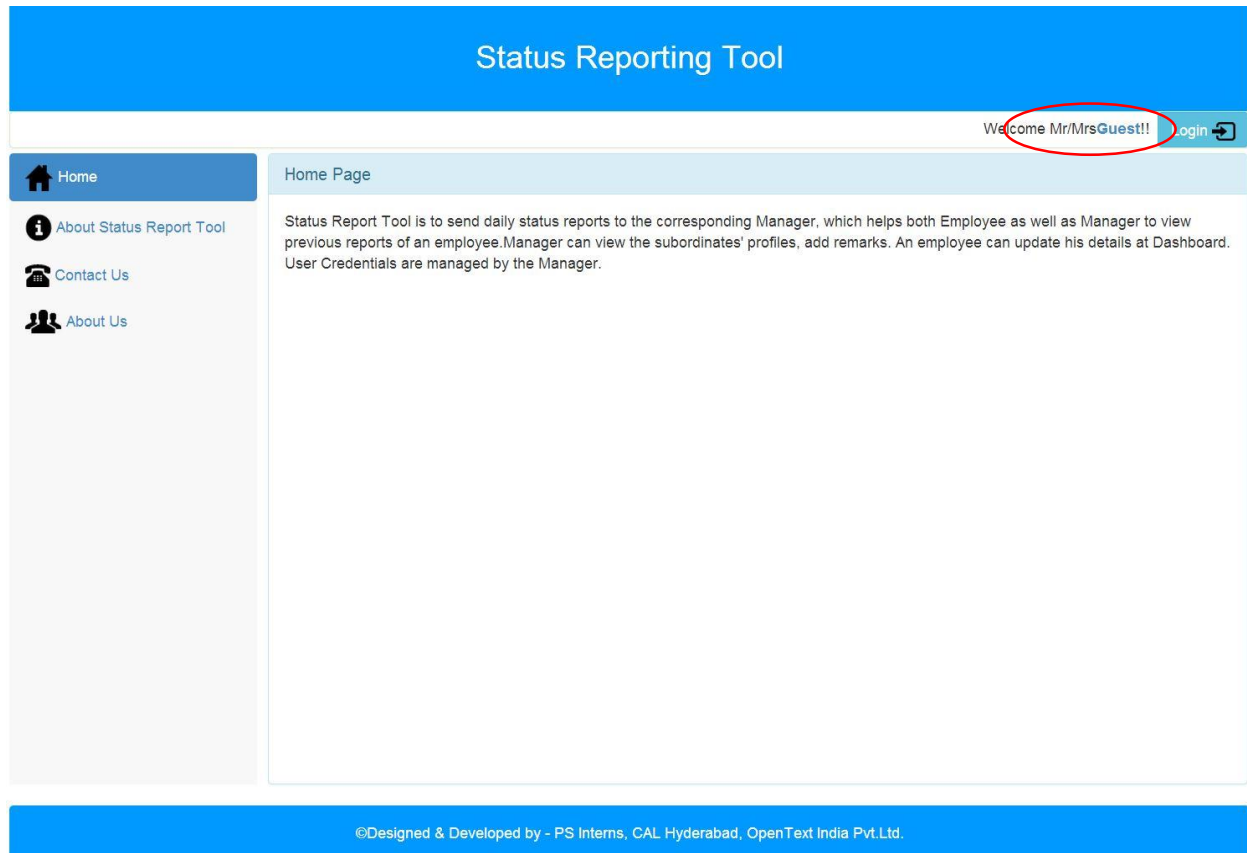 Status Reporting Tool
Welcome Mr/MrsGuest!! Login
Home
Home Page
About Status Report Tool
Contact Us
About Us
Status Report Tool is to send daily status reports to the corresponding Manager, which helps both Employee as well as Manager to view
previous reports of an employee.Manager can view the subordinates' profiles, add remarks. An employee can update his details at Dashboard.
User Credentials are managed by the Manager.
©Designed & Developed by - PS Interns, CAL Hyderabad, OpenText India Pvt.Ltd.